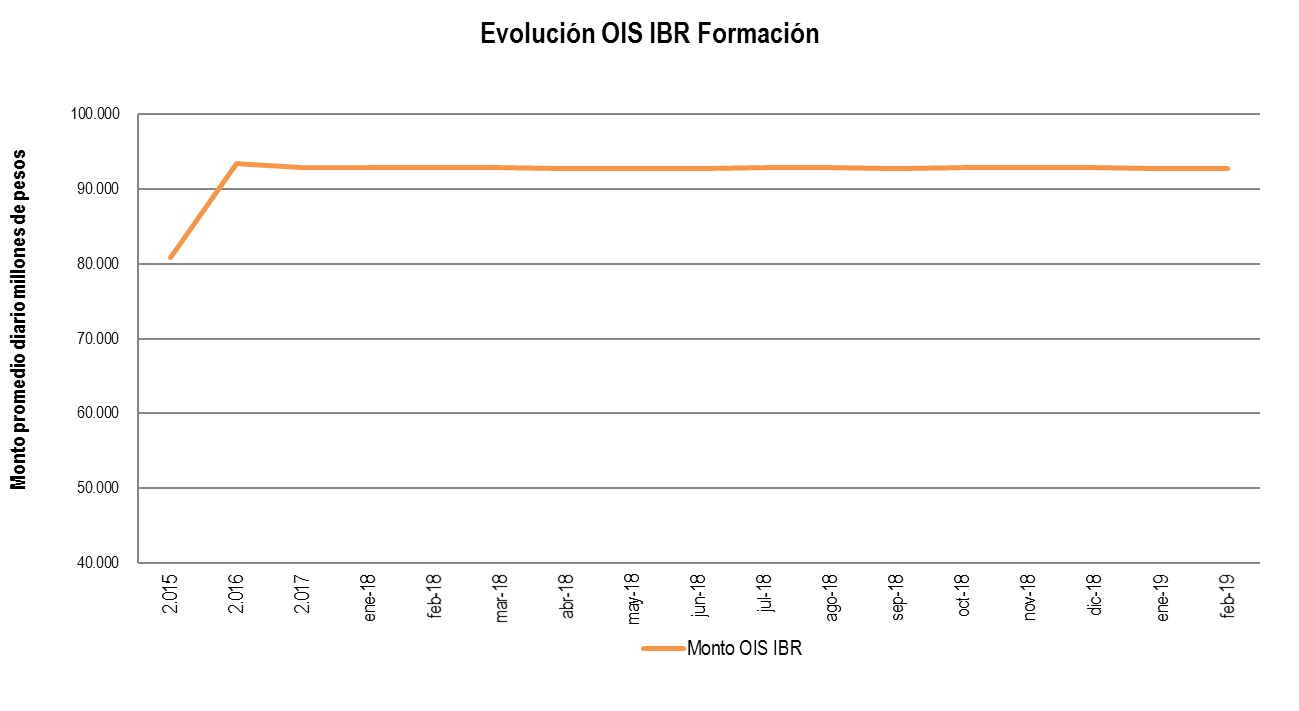 Evolución OIS IBR Formación
Monto promedio diario millones de pesos
100.000
90.000
80.000
70.000
60.000
50.000
40.000
2.015
2.016
2.017
ene-18
feb-18
mar-18
abr-18
may-18
jun-18
jul-18
ago-18
sep-18
oct-18
nov-18
dic-18
ene-19
feb-19
Monto OIS IBR